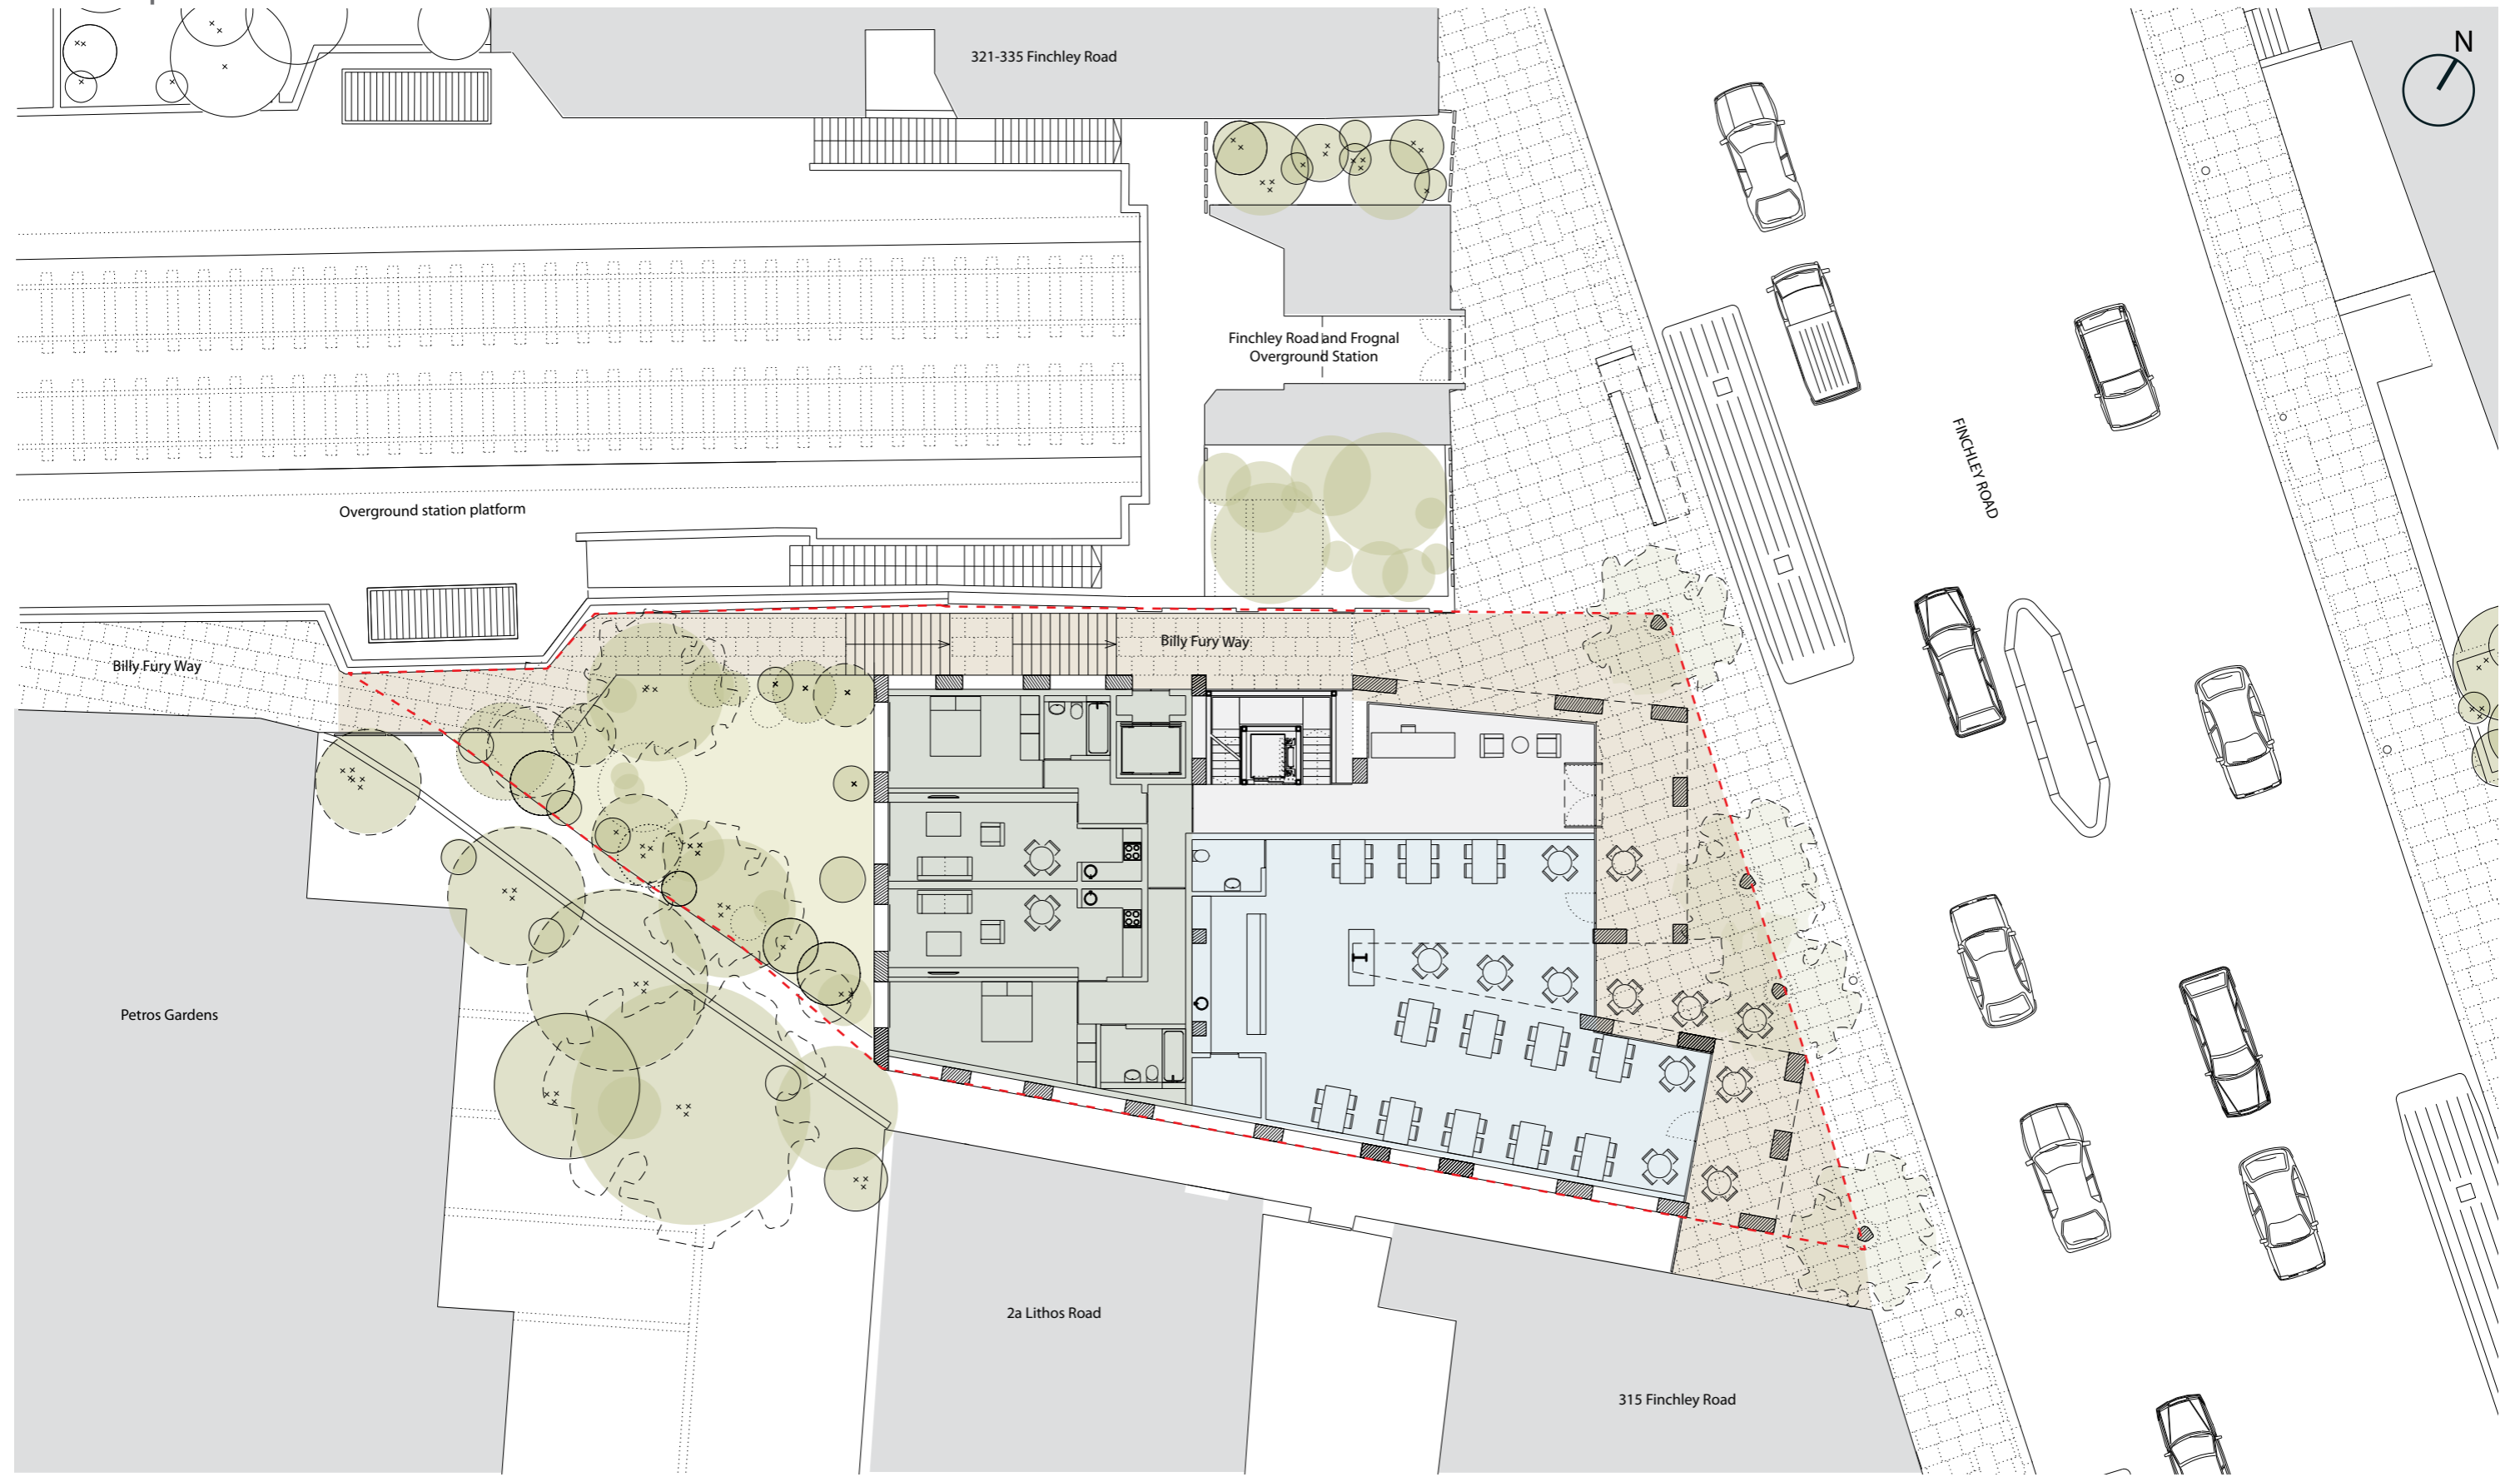 321-335 Finchley Road
N
Finchley Road and Frognal
Overground Station
FINCHLEY ROAD
Overground station platform
Billy Fury Way
Billy Fury Way
Petros Gardens
2a Lithos Road
315 Finchley Road